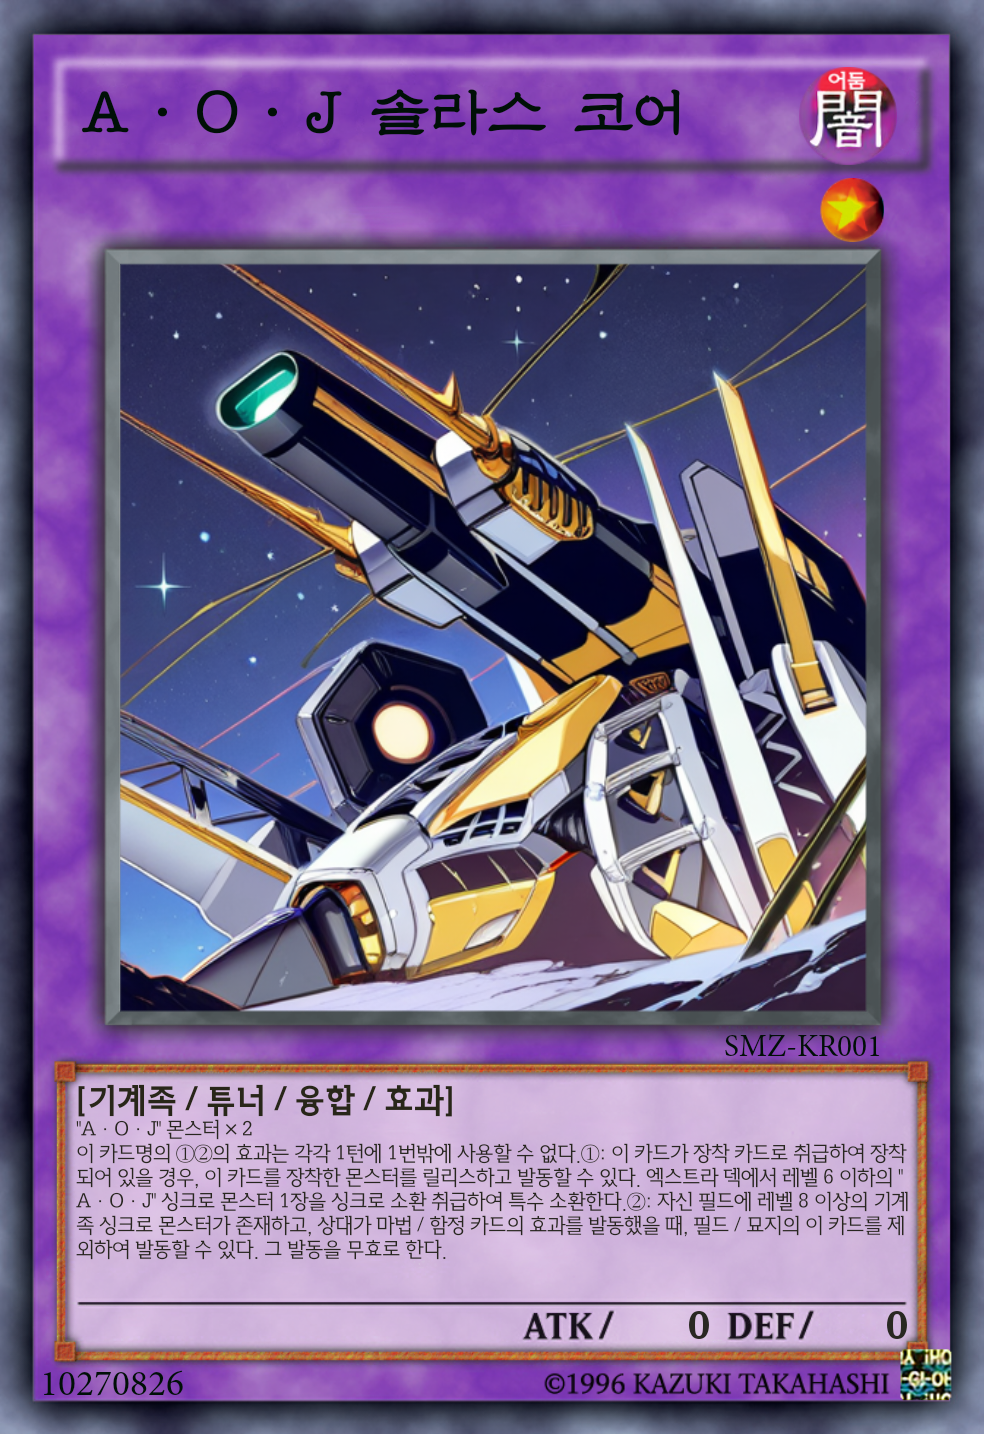 A · O · J 솔라스 코어
어둠
闇
SMZ-KR001
[기계족 / 튜너 / 융합 / 효과]
"A · O · J" 몬스터 × 2
이 카드명의 ①②의 효과는 각각 1턴에 1번밖에 사용할 수 없다.①: 이 카드가 장착 카드로 취급하여 장착
되어 있을 경우, 이 카드를 장착한 몬스터를 릴리스하고 발동할 수 있다. 엑스트라 덱에서 레벨 6 이하의 "
A · O · J" 싱크로 몬스터 1장을 싱크로 소환 취급하여 특수 소환한다.②: 자신 필드에 레벨 8 이상의 기계
족 싱크로 몬스터가 존재하고, 상대가 마법 / 함정 카드의 효과를 발동했을 때, 필드 / 묘지의 이 카드를 제
외하여 발동할 수 있다. 그 발동을 무효로 한다.
ATK / 0 DEF / 0
10270826
©1996 KAZUKI TAKAHASHI